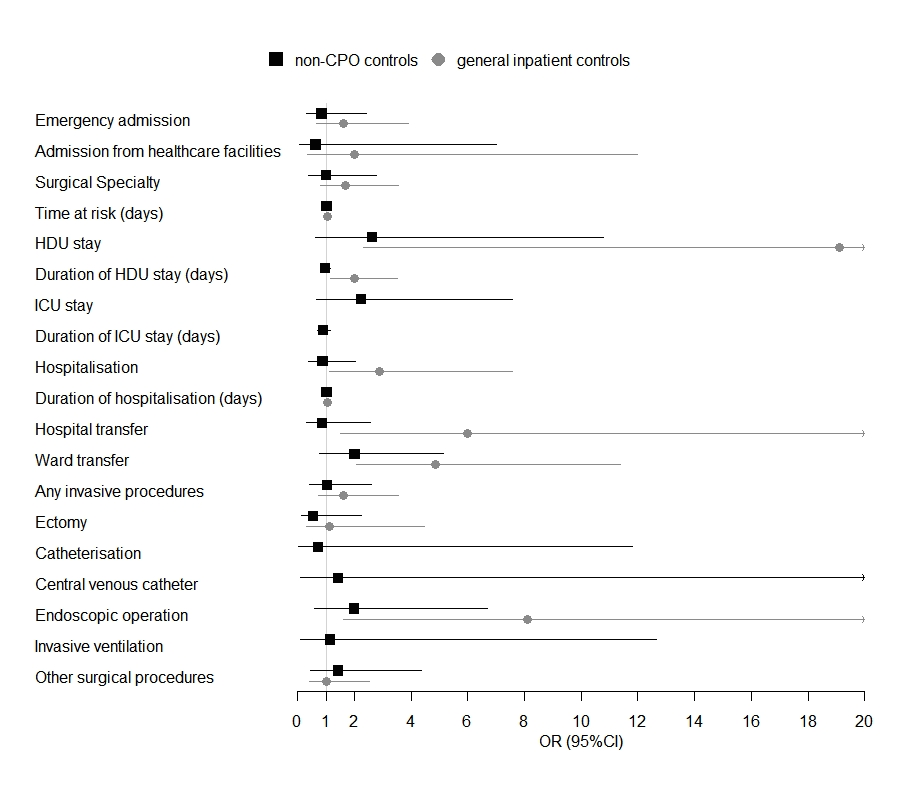 non-CPO controls general inpatient controls
Emergency admission
Admission from healthcare facilities
Surgical Specialty
Time at risk (days)
HDU stay
Duration of HDU stay (days)
ICU stay
Duration of ICU stay (days)
Hospitalisation
Duration of hospitalisation (days)
Hospital transfer
Ward transfer
Any invasive procedures
Ectomy
Catheterisation
Central venous catheter
Endoscopic operation
Invasive ventilation
Other surgical procedures
0 1 2 4 6 8 10 12 14 16 18 20
OR (95%CI)